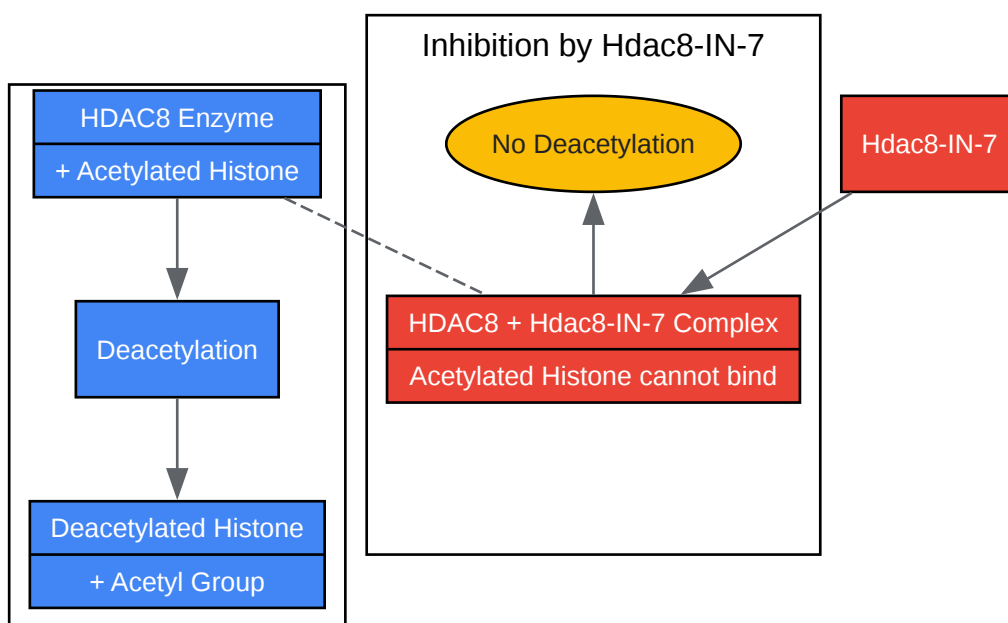 HDAC8 Enzyme
+ Acetylated Histone
Deacetylation
Deacetylated Histone
+ Acetyl Group
Inhibition by Hdac8-IN-7
No Deacetylation
HDAC8 + Hdac8-IN-7 Complex
Acetylated Histone cannot bind
Hdac8-IN-7